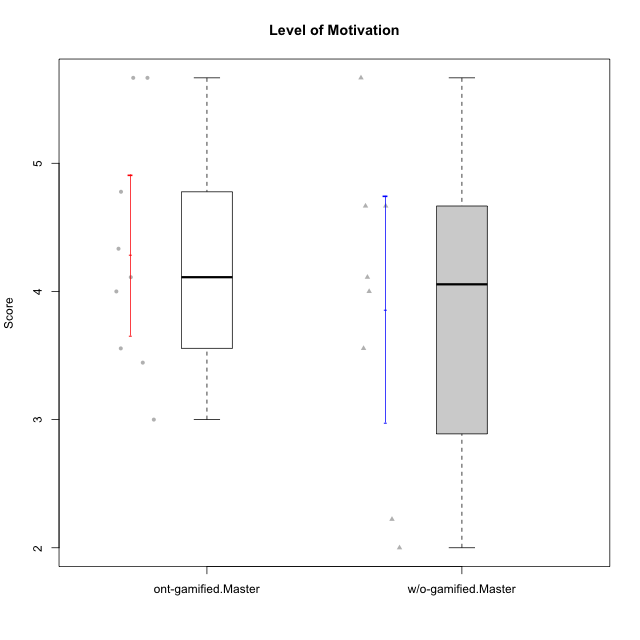 Level of Motivation
Score
5
4
3
2
ont-gamified.Master
w/o-gamified.Master